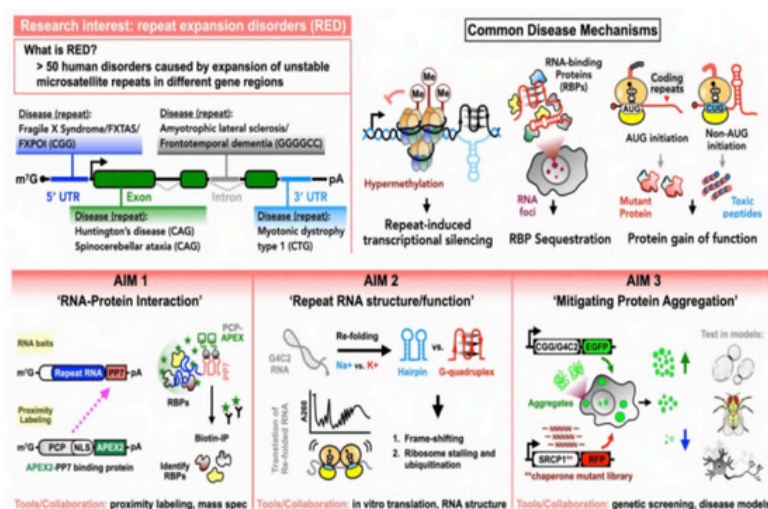 Research interest: repeat expansion disorders (RED)
What is RED?
> 50 human disorders caused by expansion of unstable
microsatellite repeats in different gene regions
Disease (repeat):
Fragile X Syndrome/FXTAS/
FXPOI (CGG)
Disease (repeat):
Amyotrophic lateral sclerosis/
Frontotemporal dementia (GGGGCC)
m⁷G
pA
5' UTR
Exon
Intron
3' UTR
Disease (repeat):
Huntington's disease (CAG)
Spinocerebellar ataxia (CAG)
Disease (repeat):
Myotonic dystrophy
type 1 (CTG)
Common Disease Mechanisms
Me
Me
Me
Hypermethylation
Repeat-induced
transcriptional silencing
RNA-binding
Proteins
(RBPs)
RNA
foci
RBP Sequestration
Coding
repeats
AUG
CUG
AUG initiation
Non-AUG
initiation
Mutant
Protein
Toxic
peptides
Protein gain of function
AIM 1
'RNA-Protein Interaction'
RNA baits
m⁷G
Repeat RNA
PP7
pA
Proximity
Labeling
m⁷G
PCP
NLS
APEX2
pA
APEX2-PP7 binding protein
PCP-
APEX
PP7
RBPs
Biotin-IP
Identify
RBPs
Tools/Collaboration: proximity labeling, mass spec
AIM 2
'Repeat RNA structure/function'
G4C2
RNA
Re-folding
Na+ vs. K+
Hairpin
vs.
G-quadruplex
Translation of
Re-folded RNA
A260
1. Frame-shifting
2. Ribosome stalling and
ubiquitination
Tools/Collaboration: in vitro translation, RNA structure
AIM 3
'Mitigating Protein Aggregation'
CGG/G4C2
EGFP
Aggregates
SRCP1**
RFP
**chaperone mutant library
Test in models:
Tools/Collaboration: genetic screening, disease models